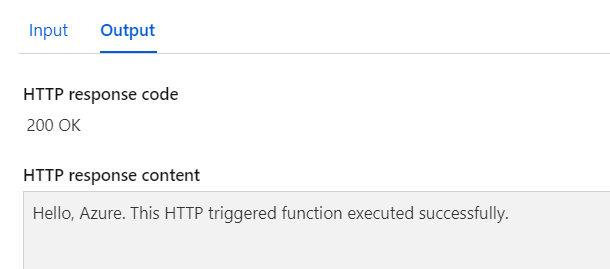 Input Output
HTTP response code
200 OK
HTTP response content
Hello, Azure. This HTTP triggered function executed successfully.